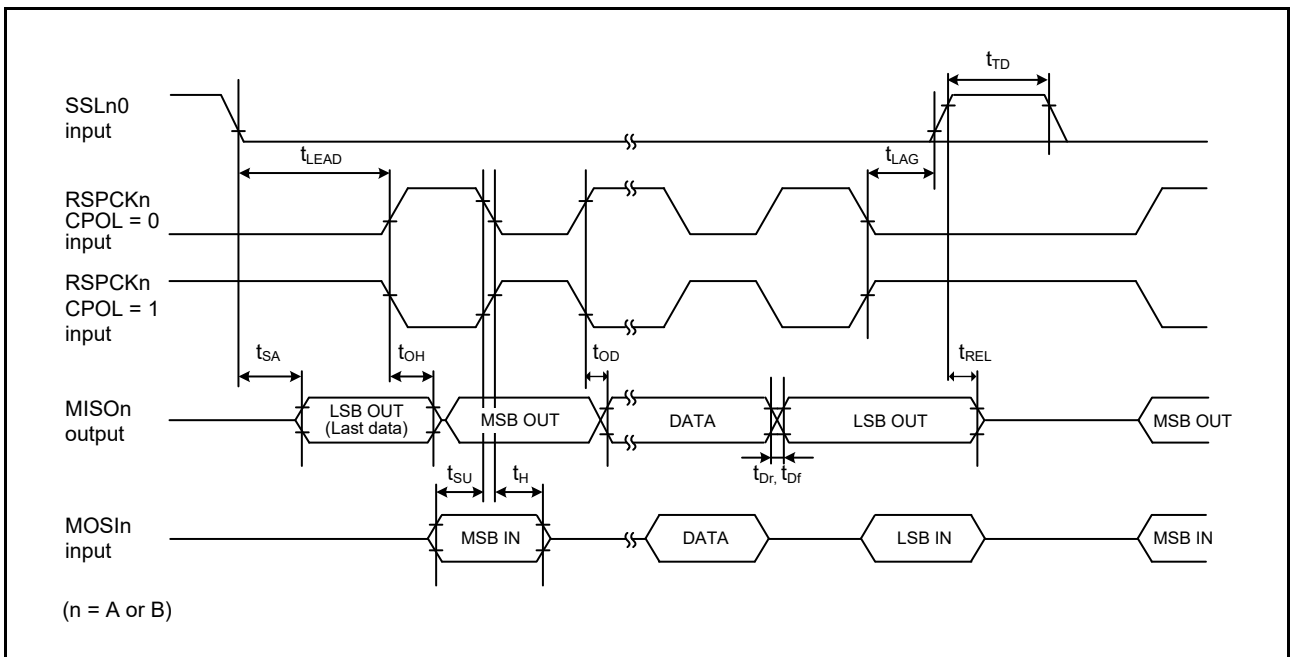 SSLn0
input
tTD
tLEAD
tLAG
RSPCKn
CPOL = 0
input
RSPCKn
CPOL = 1
input
tSA
tOH
tOD
tREL
MISOn
output
LSB OUT
(Last data)
MSB OUT
DATA
LSB OUT
MSB OUT
tSU
tH
tDr, tDf
MOSIn
input
MSB IN
DATA
LSB IN
MSB IN
(n = A or B)